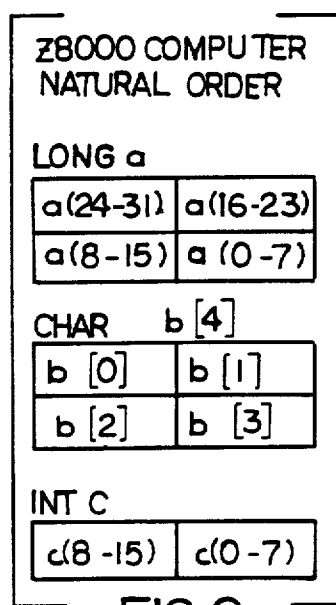 Z8000 COMPUTER
NATURAL ORDER
LONG a
a(24-31) a(16-23)
a(8-15) a(0-7)
CHAR b[4]
b[0] b[1]
b[2] b[3]
INT C
c(8-15) c(0-7)